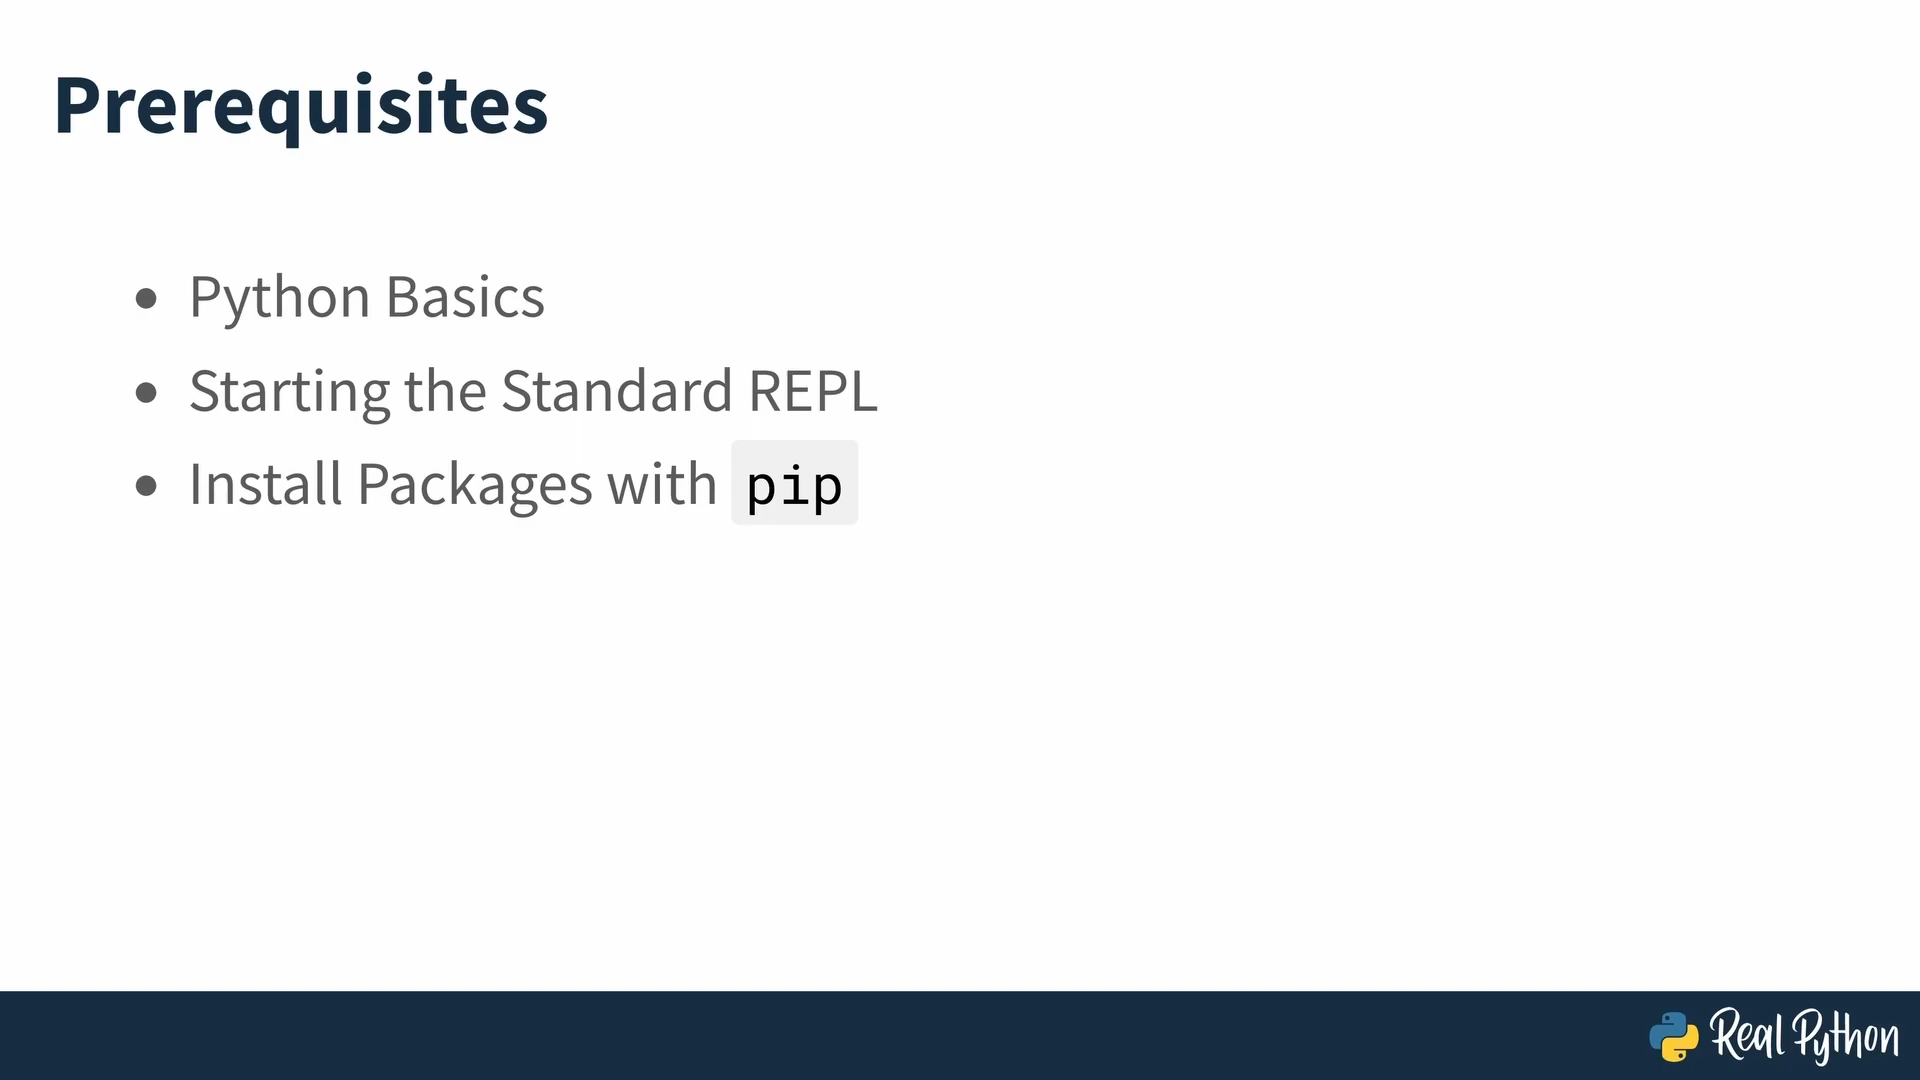 Prerequisites
• Python Basics
• Starting the Standard REPL
• Install Packages with pip
Real Python